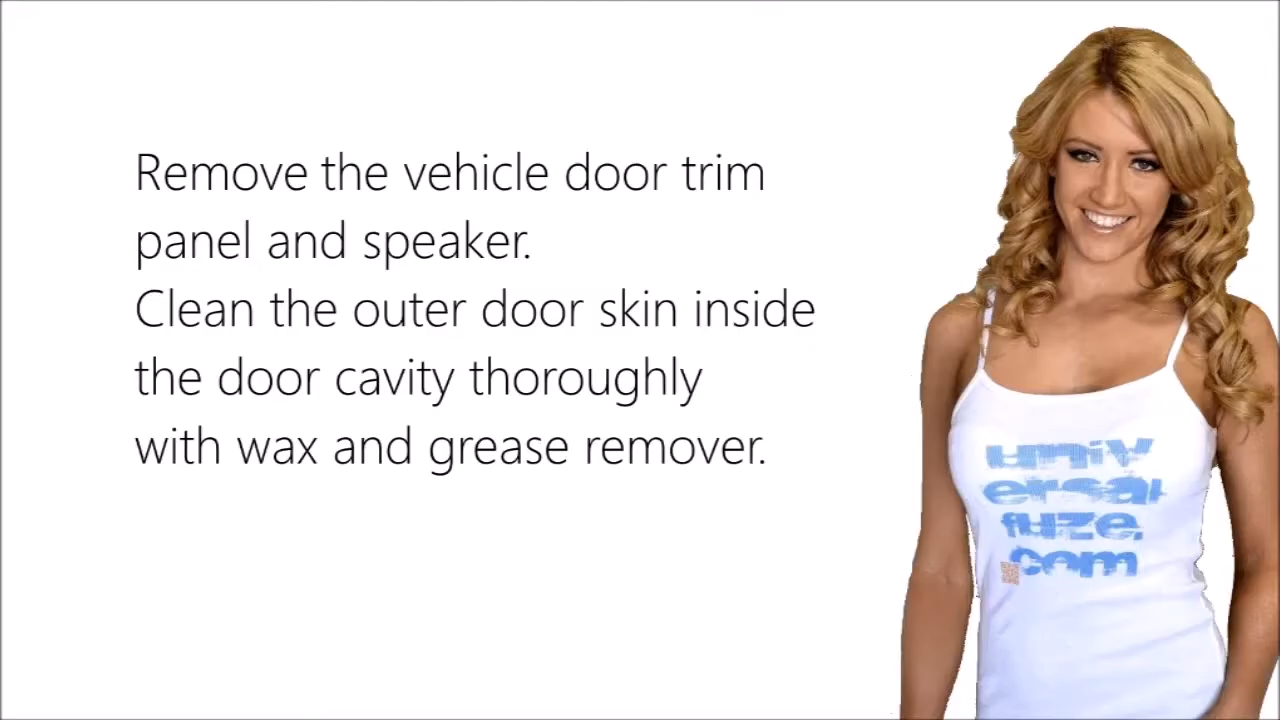 Remove the vehicle door trim
panel and speaker.
Clean the outer door skin inside
the door cavity thoroughly
with wax and grease remover.
univ
ersal
fuze.
.com